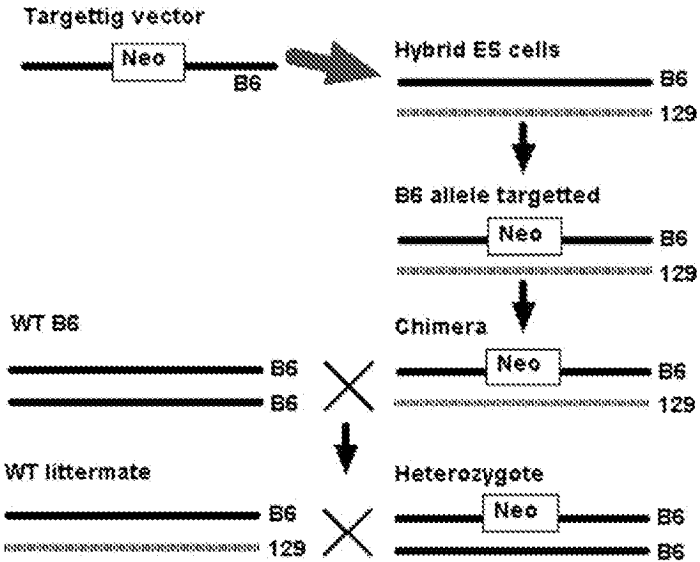 Targettig vector
Neo
B6
Hybrid ES cells
B6
129
B6 allele targetted
Neo
B6
129
WT B6
B6
B6
Chimera
Neo
B6
129
WT littermate
B6
129
Heterozygote
Neo
B6
B6